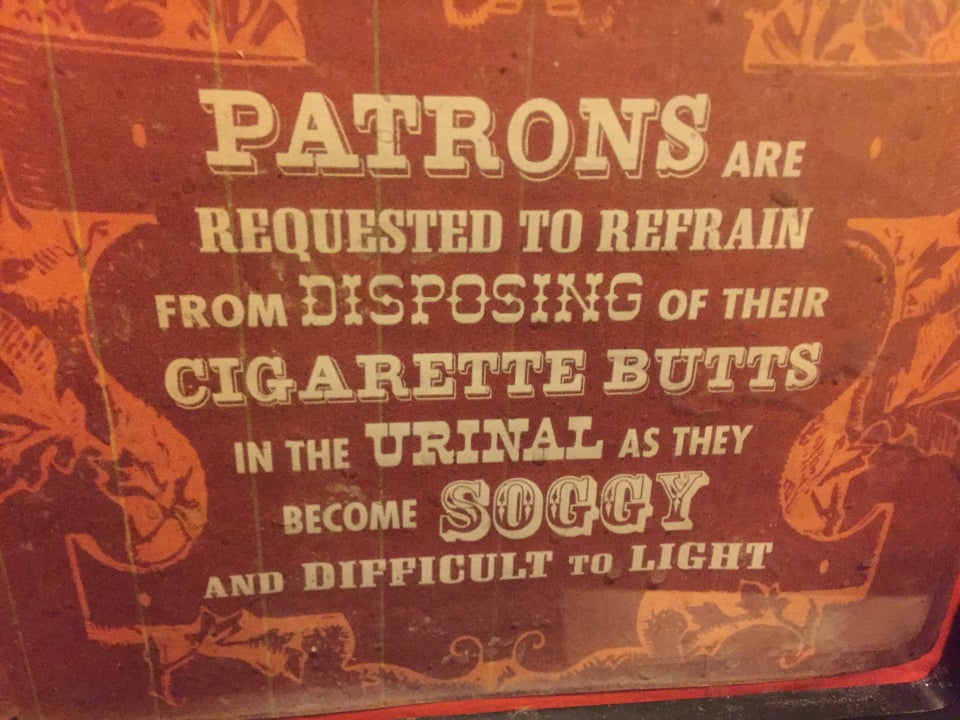 PATRONS ARE
REQUESTED TO REFRAIN
FROM DISPOSING OF THEIR
CIGARETTE BUTTS
IN THE URINAL AS THEY
BECOME SOGGY
AND DIFFICULT TO LIGHT